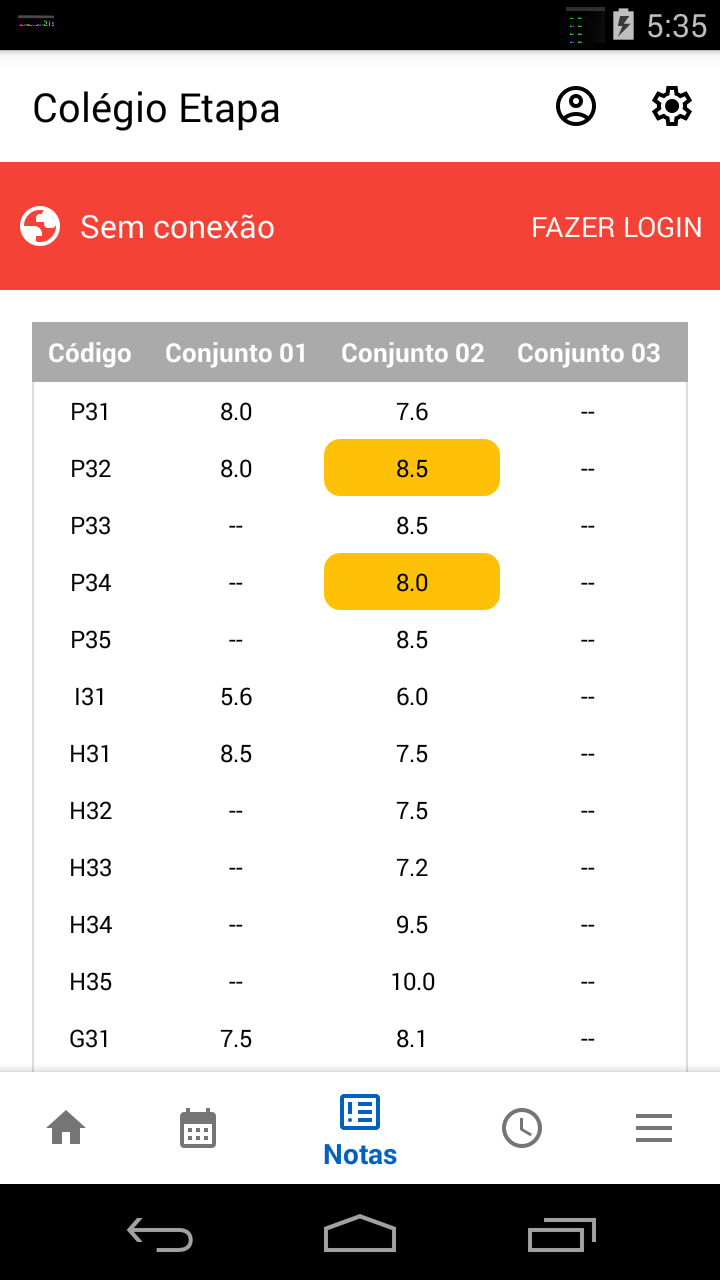 5:35
Colégio Etapa
Sem conexão FAZER LOGIN
Código Conjunto 01 Conjunto 02 Conjunto 03
P31 8.0 7.6 --
P32 8.0 8.5 --
P33 -- 8.5 --
P34 -- 8.0 --
P35 -- 8.5 --
I31 5.6 6.0 --
H31 8.5 7.5 --
H32 -- 7.5 --
H33 -- 7.2 --
H34 -- 9.5 --
H35 -- 10.0 --
G31 7.5 8.1 --
Notas